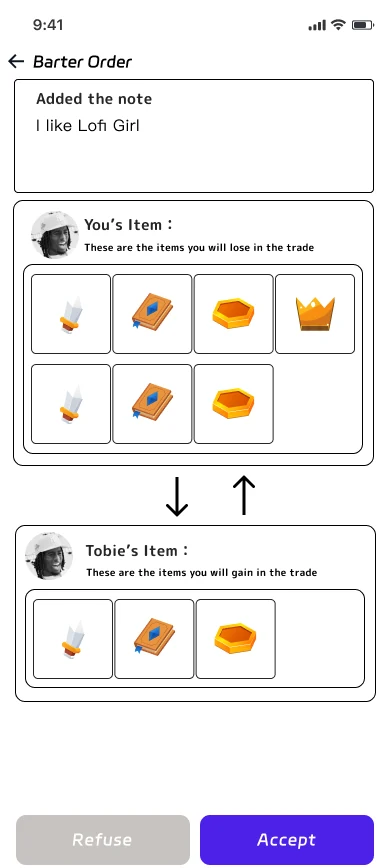 9:41
Barter Order
Added the note
I like Lofi Girl
You's Item：
These are the items you will lose in the trade
Tobie's Item：
These are the items you will gain in the trade
Refuse
Accept